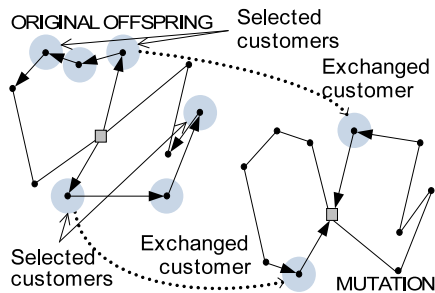 ORIGINAL OFFSPRING
Selected
customers
Exchanged
customer
Selected
customers
Exchanged
customer
MUTATION